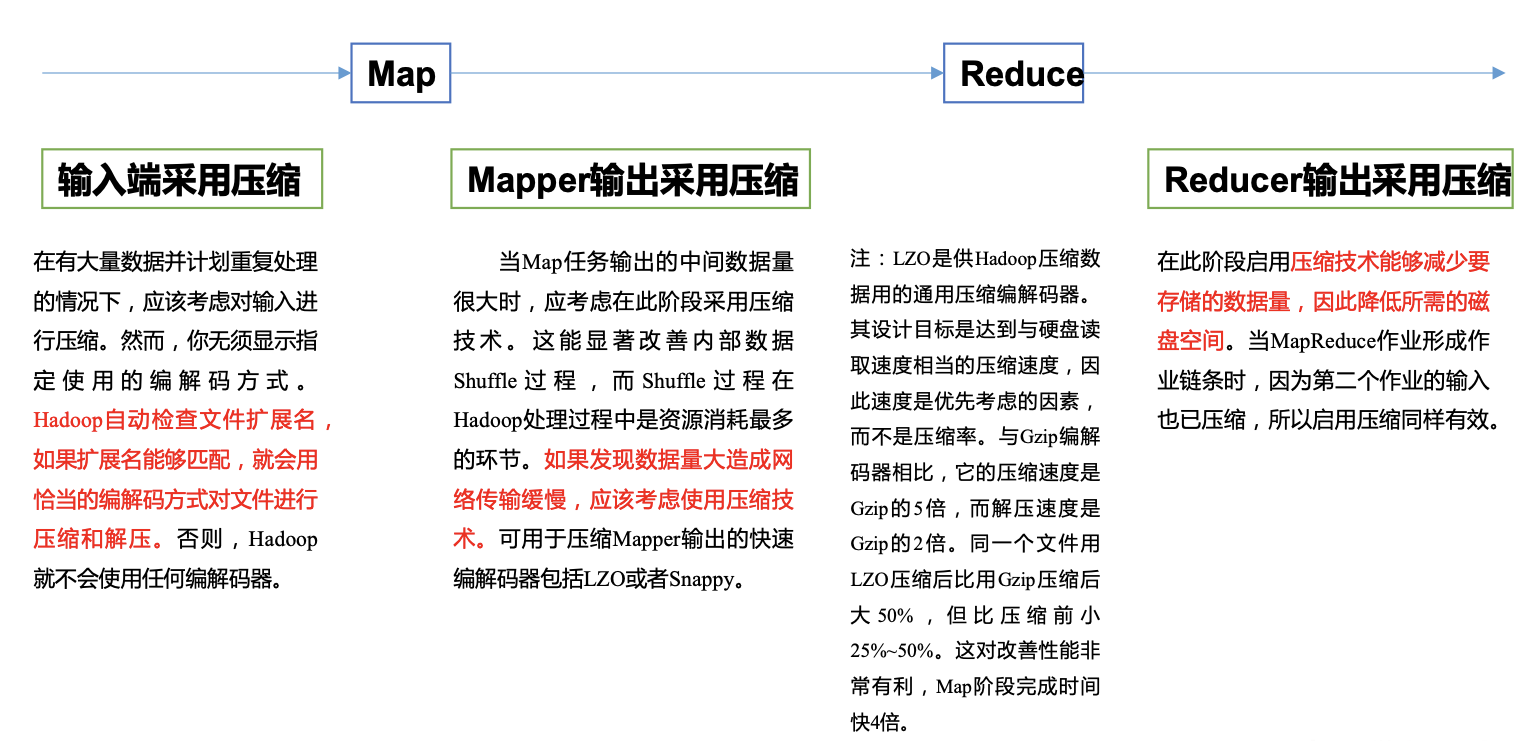 Map
Reduce
输入端采用压缩
在有大量数据并计划重复处理
的情况下，应该考虑对输入进
行压缩。然而，你无须显示指
定使用的编解码方式。
Hadoop自动检查文件扩展名，
如果扩展名能够匹配，就会用
恰当的编解码方式对文件进行
压缩和解压。否则，Hadoop
就不会使用任何编解码器。
Mapper输出采用压缩
当Map任务输出的中间数据量
很大时，应考虑在此阶段采用压缩
技术。这能显著改善内部数据
Shuffle过程，而Shuffle过程在
Hadoop处理过程中是资源消耗最多
的环节。如果发现数据量大造成网
络传输缓慢，应该考虑使用压缩技
术。可用于压缩Mapper输出的快速
编解码器包括LZO或者Snappy。
注：LZO是供Hadoop压缩数
据用的通用压缩编解码器。
其设计目标是达到与硬盘读
取速度相当的压缩速度，因
此速度是优先考虑的因素，
而不是压缩率。与Gzip编解
码器相比，它的压缩速度是
Gzip的5倍，而解压速度是
Gzip的2倍。同一个文件用
LZO压缩后比用Gzip压缩后
大50%，但比压缩前小
25%~50%。这对改善性能非
常有利，Map阶段完成时间
快4倍。
Reducer输出采用压缩
在此阶段启用压缩技术能够减少要
存储的数据量，因此降低所需的磁
盘空间。当MapReduce作业形成作
业链条时，因为第二个作业的输入
也已压缩，所以启用压缩同样有效。